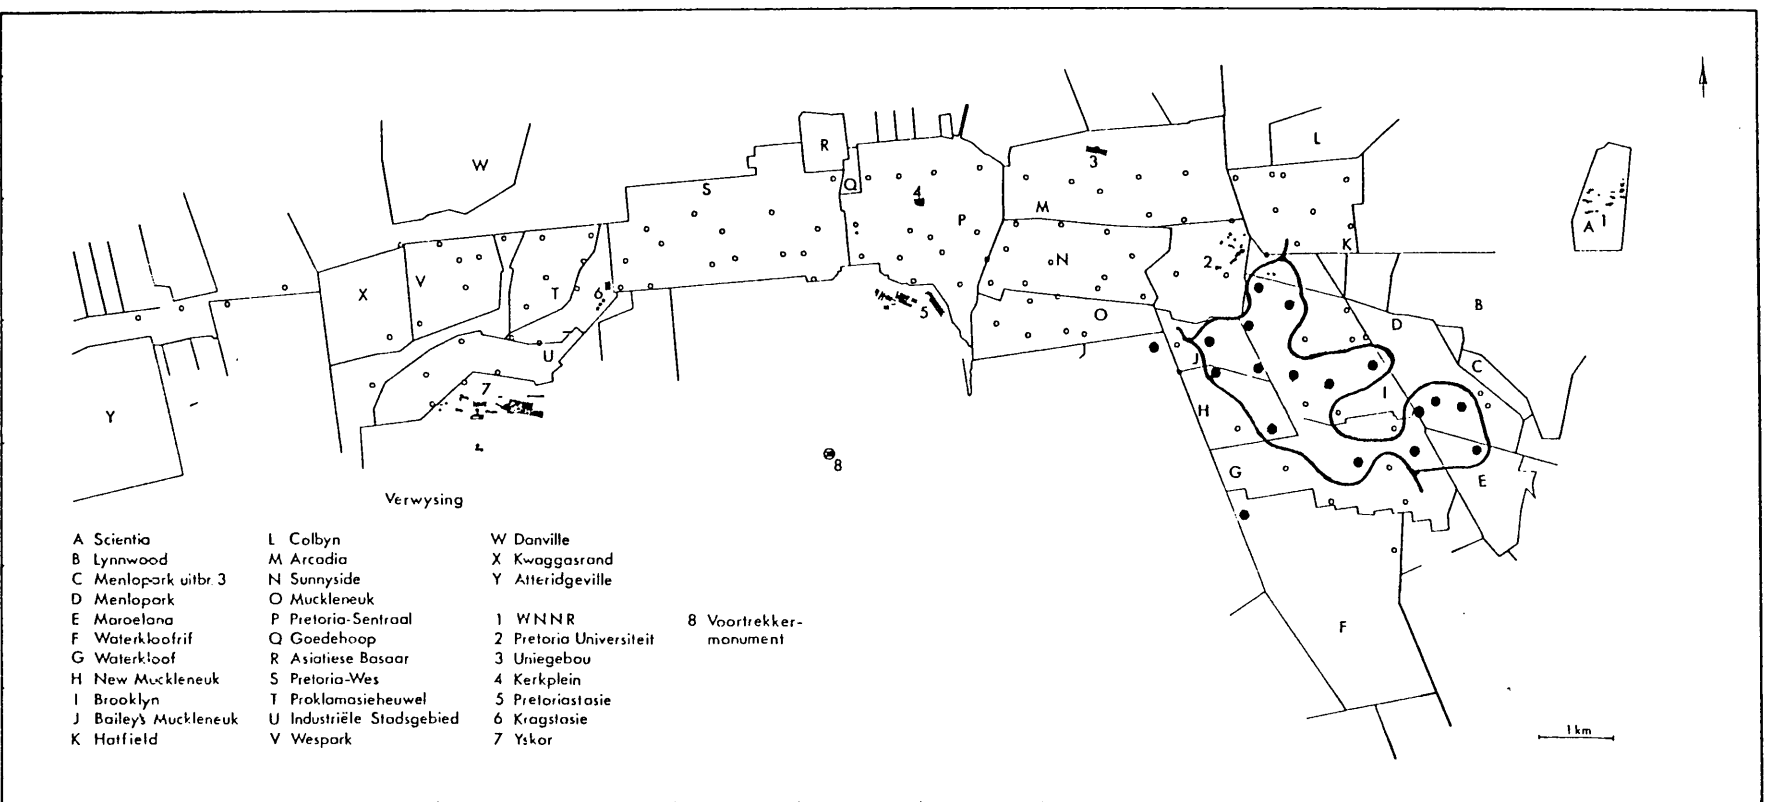 W
R
S
Q
4
P
3
M
L
K
A 1
X
V
T
6
U
7
Y
5
N
O
2
B
D
C
J
I
H
G
E
F
8
1 km
Verwysing
A Scientia
B Lynnwood
C Menlopark uitbr. 3
D Menlopark
E Maroelana
F Waterkloofrif
G Waterkloof
H New Muckleneuk
I Brooklyn
J Bailey's Muckleneuk
K Hatfield
L Colbyn
M Arcadia
N Sunnyside
O Muckleneuk
P Pretoria-Sentraal
Q Goedehoop
R Asiatiese Basaar
S Pretoria-Wes
T Proklamasieheuwel
U Industriële Stadsgebied
V Wespark
W Danville
X Kwaggasrand
Y Atteridgeville
1 WNNR
2 Pretoria Universiteit
3 Uniegebou
4 Kerkplein
5 Pretoriastasie
6 Kragstasie
7 Yskor
8 Voortrekker-
monument